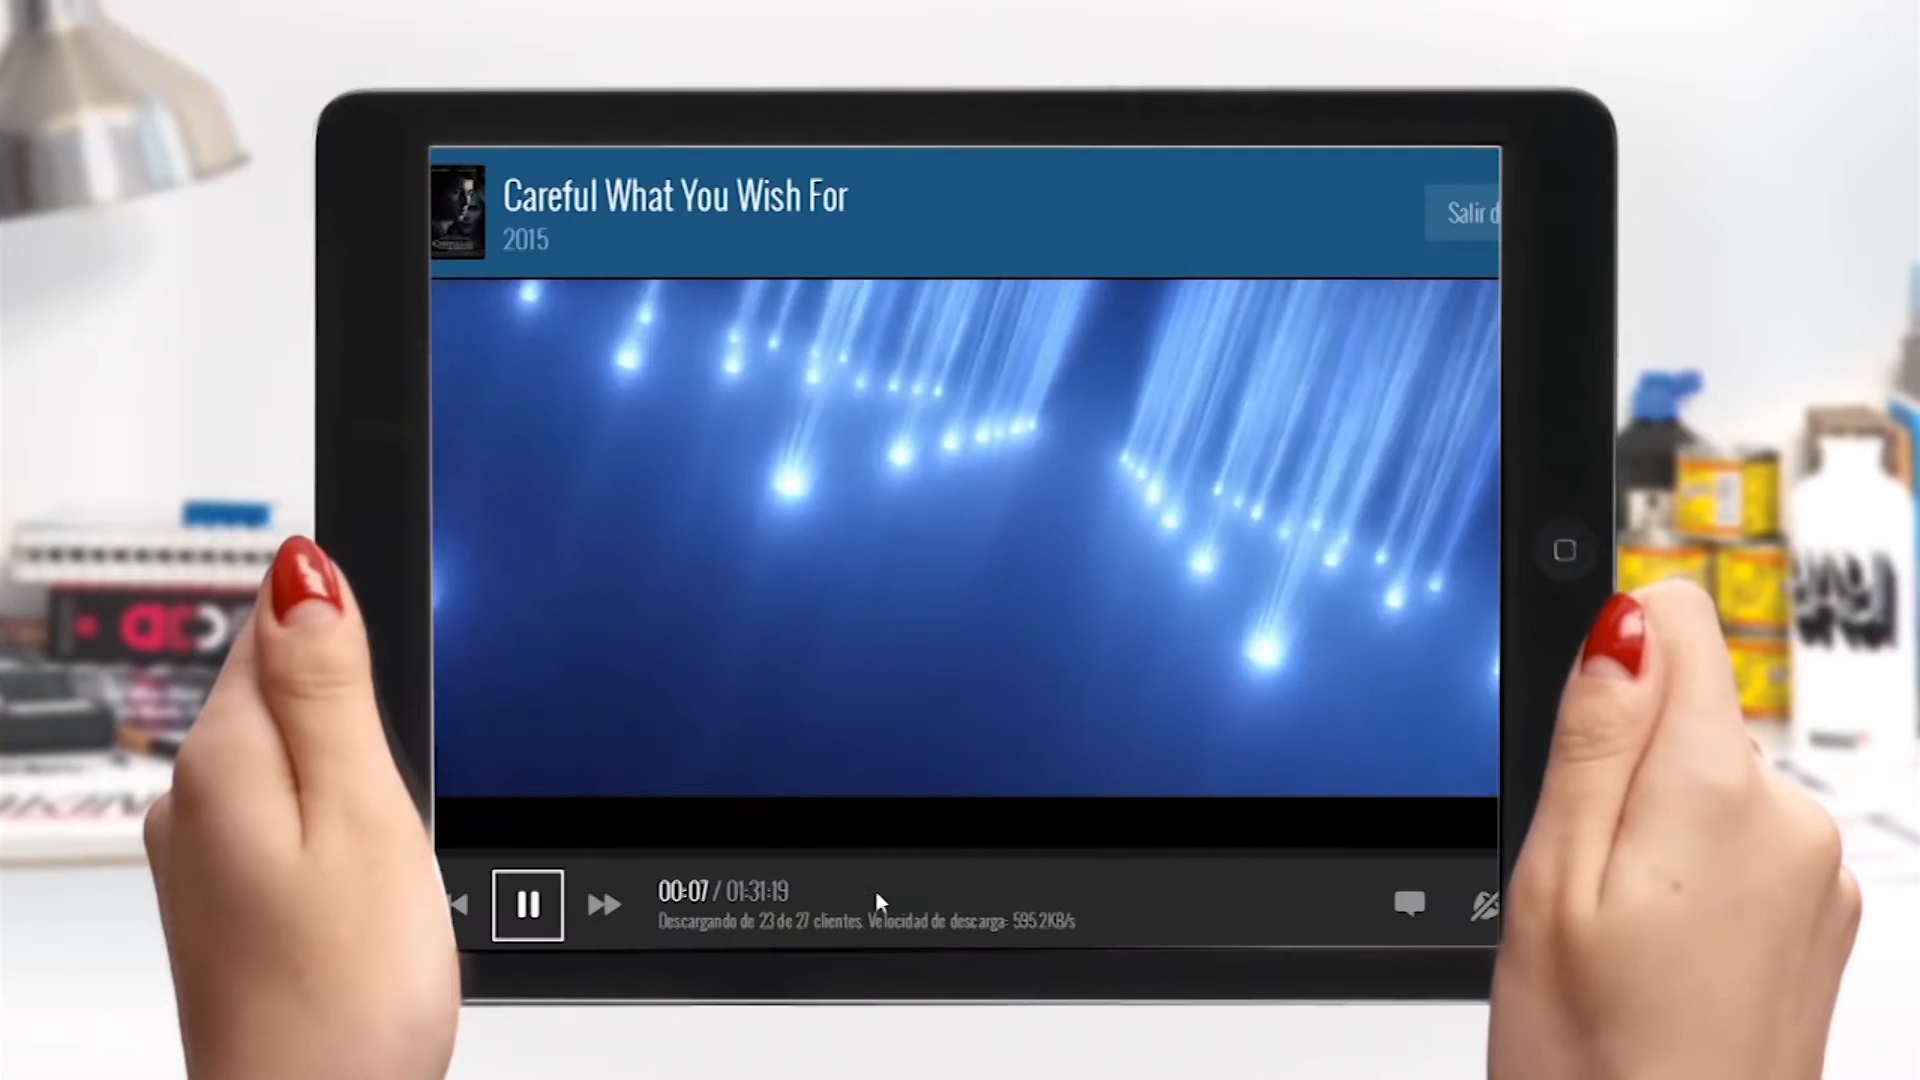 Careful What You Wish For
2015
Salir d
00:07 / 01:31:19
Descargando de 23 de 27 clientes. Velocidad de descarga: 595.2KB/s